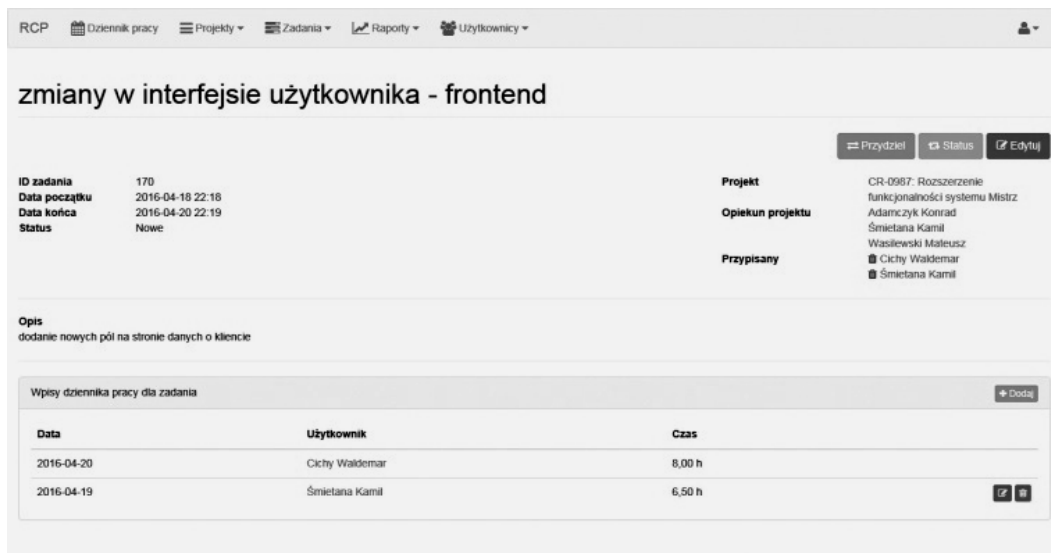 RCP Dziennik pracy Projekty Zadania Raporty Użytkownicy
zmiany w interfejsie użytkownika - frontend
Przydziel Status Edytuj
ID zadania 170
Data początku 2016-04-18 22:18
Data końca 2016-04-20 22:19
Status Nowe
Projekt CR-0987: Rozszerzenie
funkcjonalności systemu Mistrz
Opiekun projektu Adamczyk Konrad
Śmietana Kamil
Wasilewski Mateusz
Przypisany Cichy Waldemar
Śmietana Kamil
Opis
dodanie nowych pól na stronie danych o kliencie
Wpisy dziennika pracy dla zadania Dodaj
Data Użytkownik Czas
2016-04-20 Cichy Waldemar 8,00 h
2016-04-19 Śmietana Kamil 6,50 h